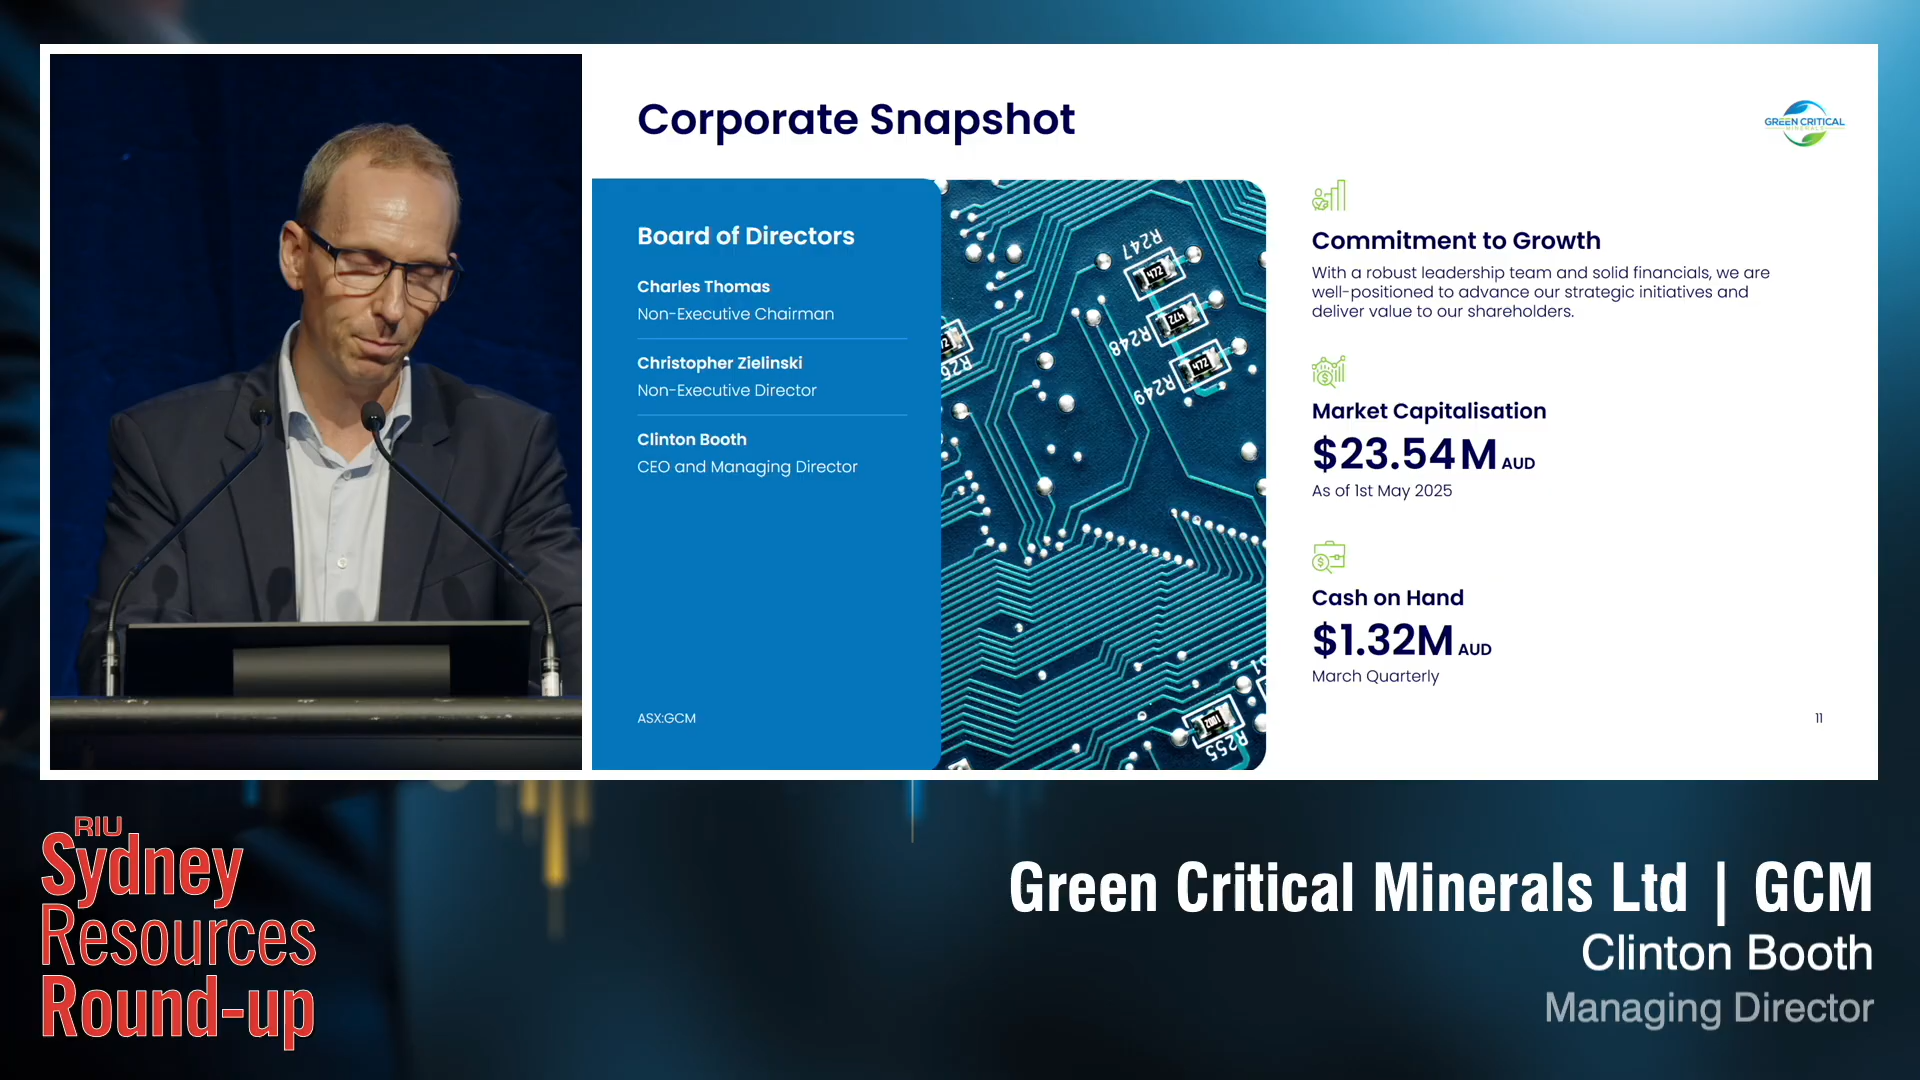 Corporate Snapshot
GREEN CRITICAL
MINERALS
Board of Directors
Charles Thomas
Non-Executive Chairman
Christopher Zielinski
Non-Executive Director
Clinton Booth
CEO and Managing Director
ASX:GCM
R247
472
R248
472
R249
472
R255
2001
Commitment to Growth
With a robust leadership team and solid financials, we are
well-positioned to advance our strategic initiatives and
deliver value to our shareholders.
Market Capitalisation
$23.54M AUD
As of 1st May 2025
Cash on Hand
$1.32M AUD
March Quarterly
11
RIU
Sydney
Resources
Round-up
Green Critical Minerals Ltd | GCM
Clinton Booth
Managing Director